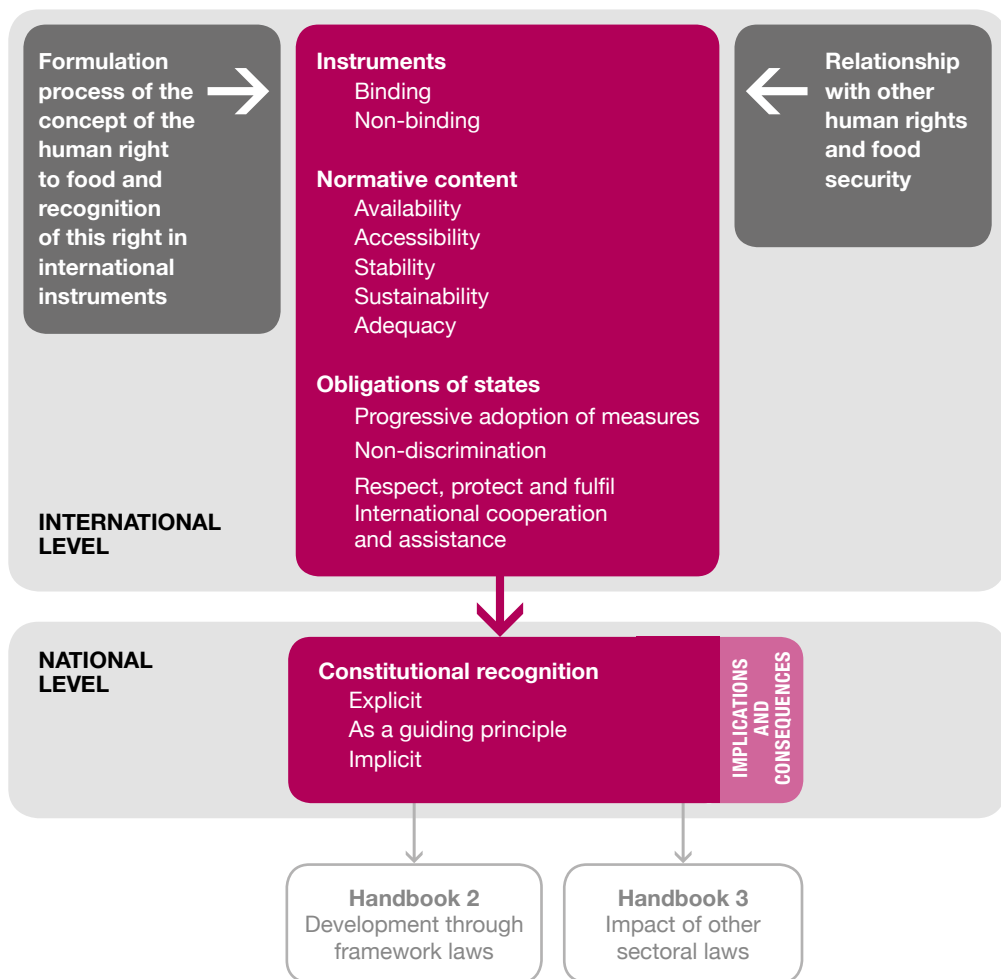 Formulation
process of the
concept of the
human right
to food and
recognition
of this right in
international
instruments
Instruments
Binding
Non-binding
Normative content
Availability
Accessibility
Stability
Sustainability
Adequacy
Obligations of states
Progressive adoption of measures
Non-discrimination
Respect, protect and fulfil
International cooperation
and assistance
Relationship
with other
human rights
and food
security
INTERNATIONAL
LEVEL
NATIONAL
LEVEL
Constitutional recognition
Explicit
As a guiding principle
Implicit
IMPLICATIONS
AND
CONSEQUENCES
Handbook 2
Development through
framework laws
Handbook 3
Impact of other
sectoral laws